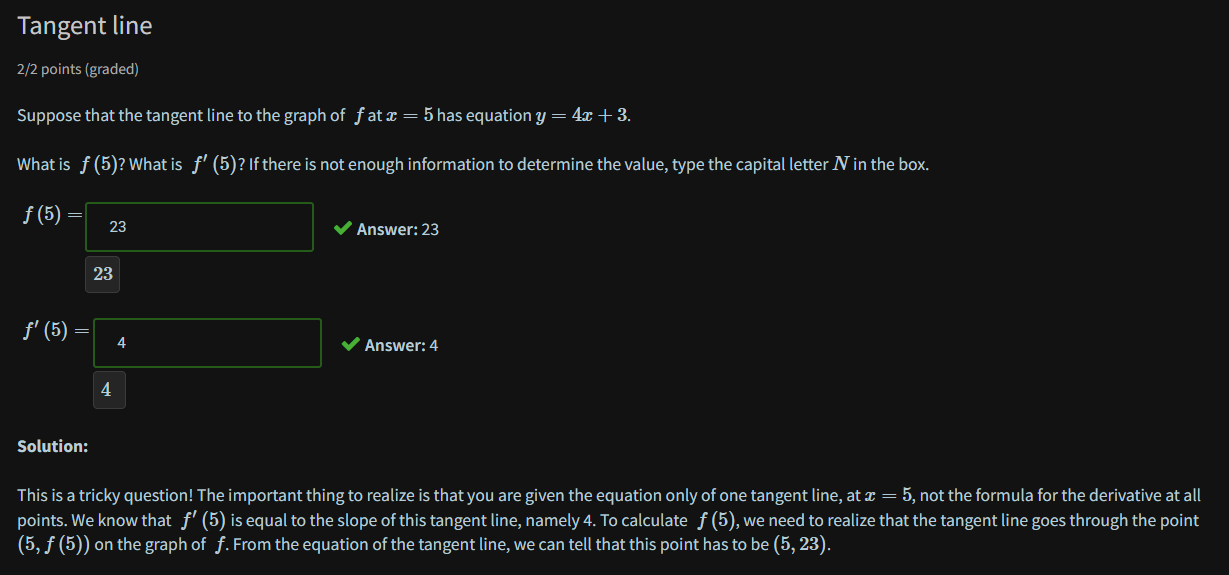 Tangent line
2/2 points (graded)
Suppose that the tangent line to the graph of f at x = 5 has equation y = 4x + 3.
What is f (5)? What is f′ (5)? If there is not enough information to determine the value, type the capital letter N in the box.
f (5) = 23 ✔ Answer: 23
23
f′ (5) = 4 ✔ Answer: 4
4
Solution:
This is a tricky question! The important thing to realize is that you are given the equation only of one tangent line, at x = 5, not the formula for the derivative at all
points. We know that f′ (5) is equal to the slope of this tangent line, namely 4. To calculate f (5), we need to realize that the tangent line goes through the point
(5, f (5)) on the graph of f. From the equation of the tangent line, we can tell that this point has to be (5, 23).